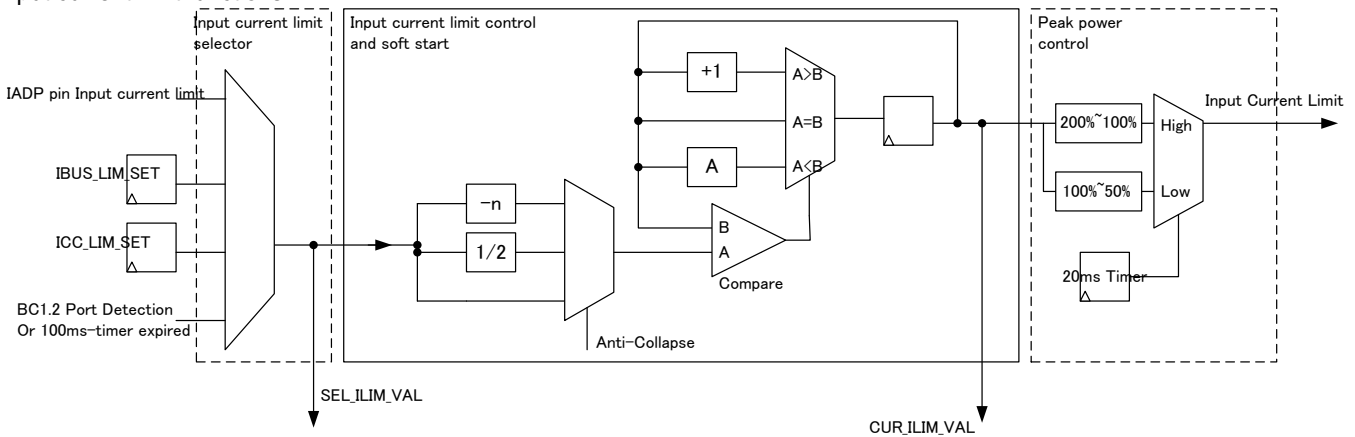 Input current limit
selector
Input current limit control
and soft start
Peak power
control
IADP pin Input current limit
IBUS_LIM_SET
ICC_LIM_SET
BC1.2 Port Detection
Or 100ms-timer expired
SEL_ILIM_VAL
-n
1/2
Anti-Collapse
+1
A
A>B
A=B
A<B
B
A
Compare
CUR_ILIM_VAL
200%~100%
100%~50%
High
Low
20ms Timer
Input Current Limit